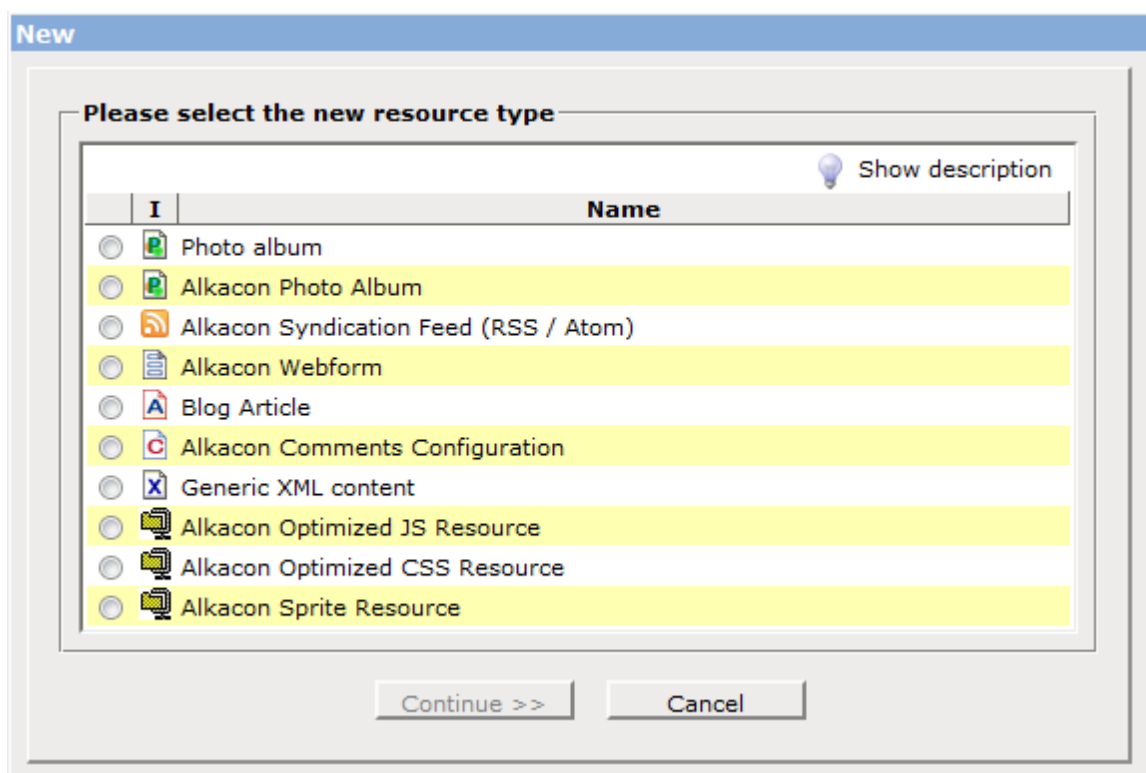 New
Please select the new resource type
Show description
I Name
Photo album
Alkacon Photo Album
Alkacon Syndication Feed (RSS / Atom)
Alkacon Webform
Blog Article
Alkacon Comments Configuration
Generic XML content
Alkacon Optimized JS Resource
Alkacon Optimized CSS Resource
Alkacon Sprite Resource
Continue >> Cancel